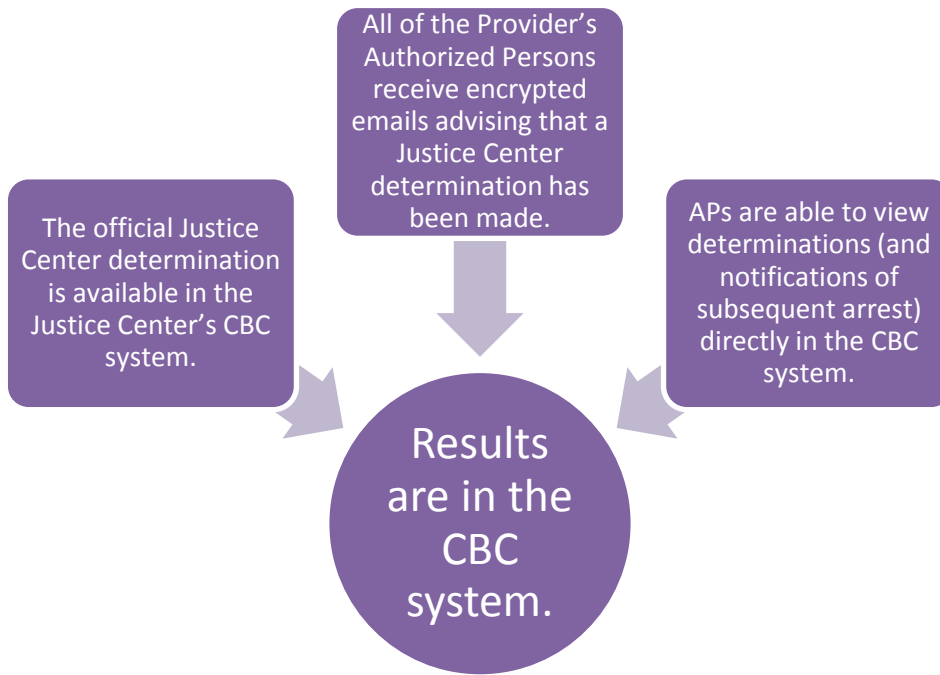 The official Justice
Center determination
is available in the
Justice Center’s CBC
system.
All of the Provider’s
Authorized Persons
receive encrypted
emails advising that a
Justice Center
determination has
been made.
APs are able to view
determinations (and
notifications of
subsequent arrest)
directly in the CBC
system.
Results
are in the
CBC
system.